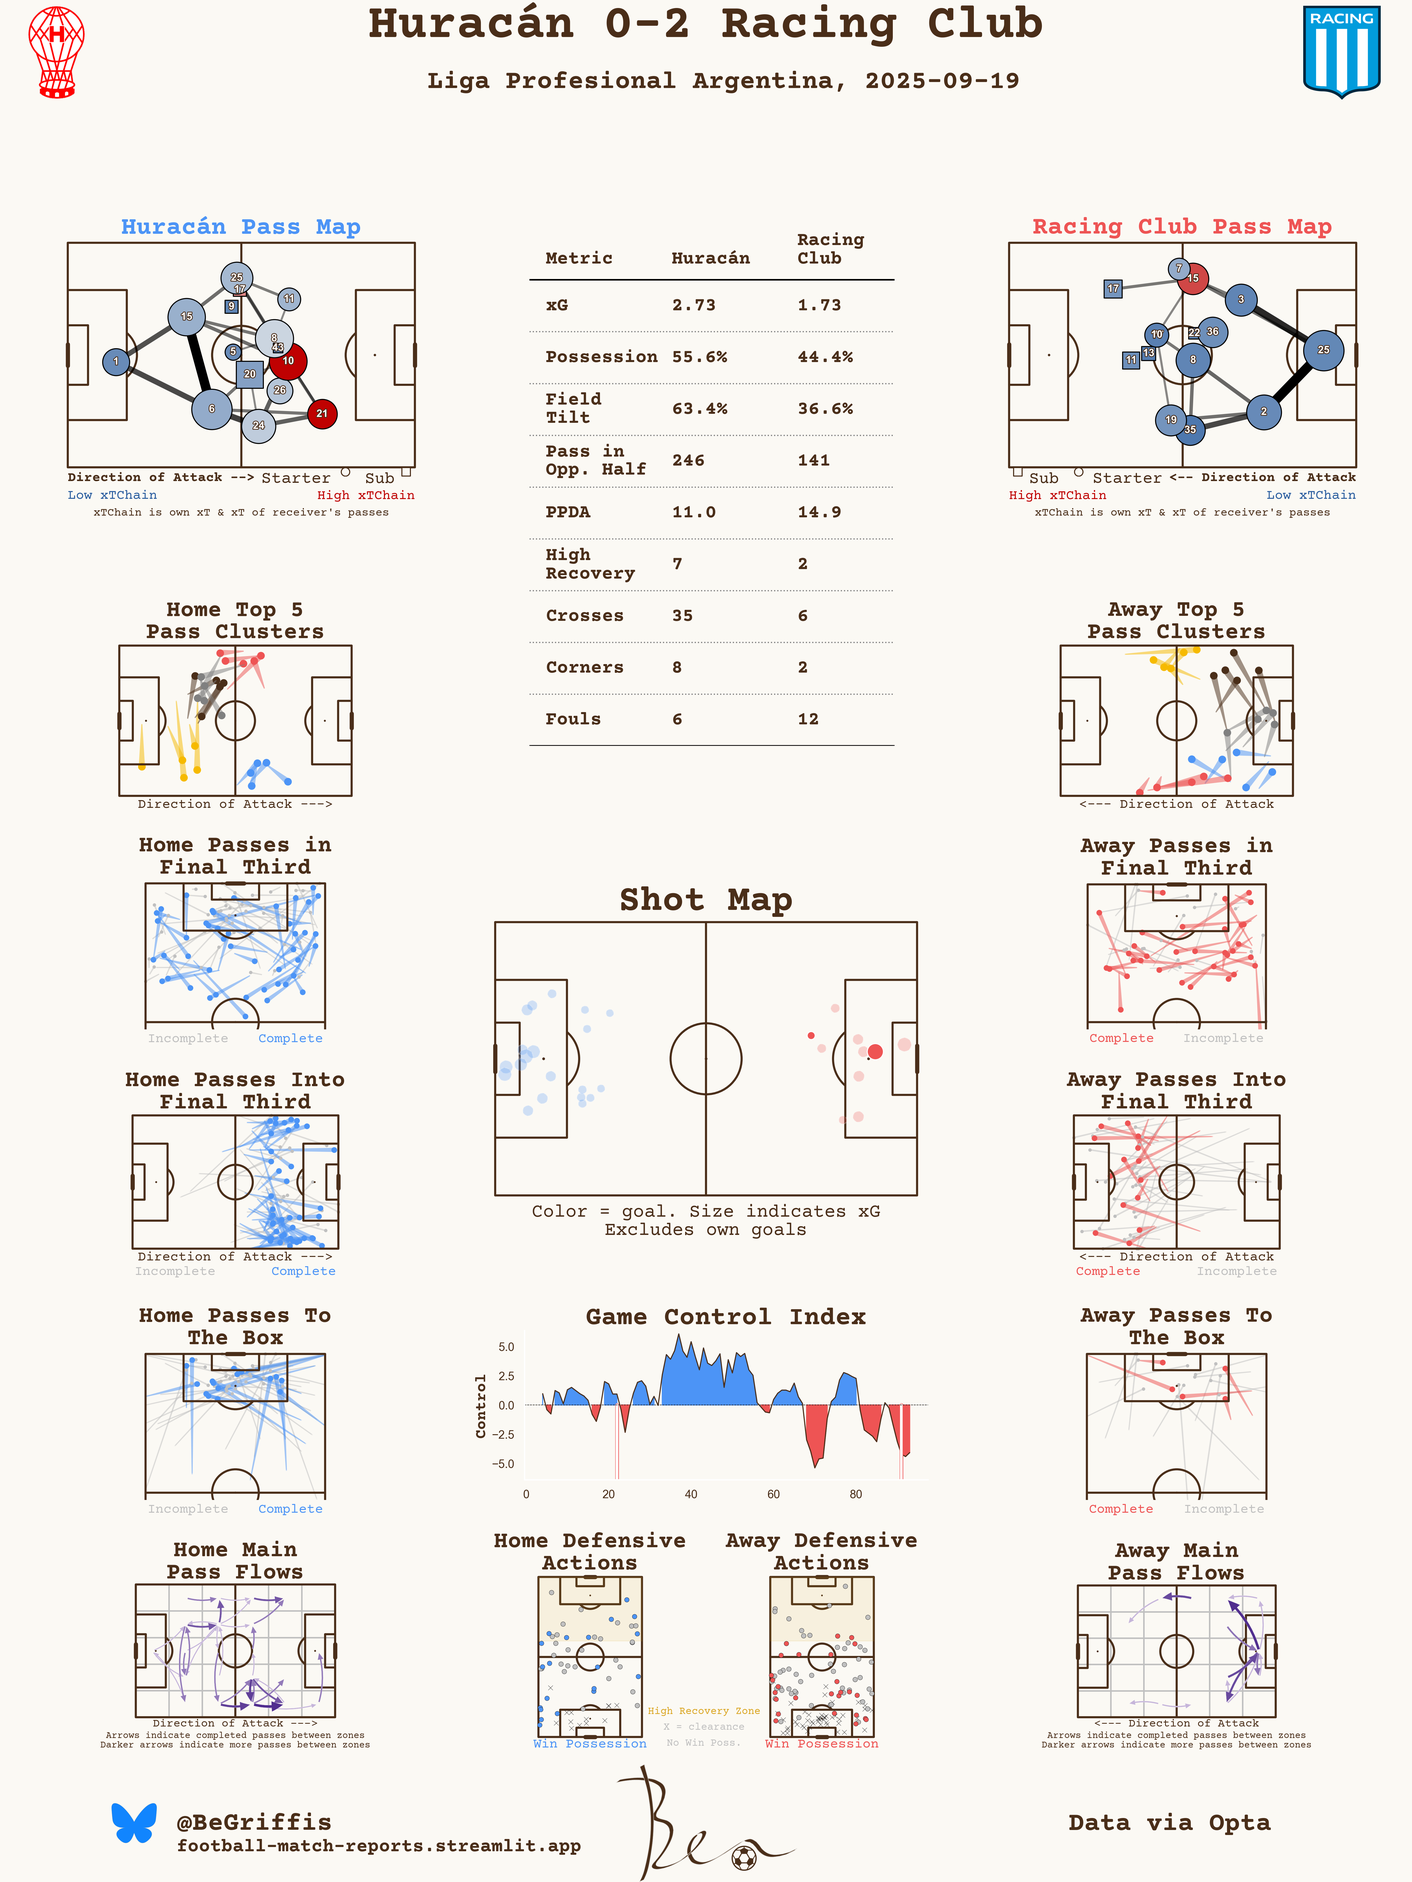 Huracán 0-2 Racing Club
Liga Profesional Argentina, 2025-09-19
H
RACING
Huracán Pass Map
25
17
11
9
15
8
43
5
1
10
20
26
6
21
24
Direction of Attack --> Starter Sub
Low xTChain High xTChain
xTChain is own xT & xT of receiver's passes
Metric Huracán Racing Club
xG 2.73 1.73
Possession 55.6% 44.4%
Field Tilt 63.4% 36.6%
Pass in Opp. Half 246 141
PPDA 11.0 14.9
High Recovery 7 2
Crosses 35 6
Corners 8 2
Fouls 6 12
Racing Club Pass Map
7
15
17
3
10
22
36
13
11
8
25
2
19
35
Sub Starter <-- Direction of Attack
High xTChain Low xTChain
xTChain is own xT & xT of receiver's passes
Home Top 5
Pass Clusters
Direction of Attack --->
Away Top 5
Pass Clusters
<--- Direction of Attack
Home Passes in
Final Third
Incomplete Complete
Away Passes in
Final Third
Complete Incomplete
Shot Map
Color = goal. Size indicates xG
Excludes own goals
Home Passes Into
Final Third
Direction of Attack --->
Incomplete Complete
Away Passes Into
Final Third
<--- Direction of Attack
Complete Incomplete
Home Passes To
The Box
Incomplete Complete
Game Control Index
Control
5.0
2.5
0.0
−2.5
−5.0
0 20 40 60 80
Away Passes To
The Box
Complete Incomplete
Home Main
Pass Flows
Direction of Attack --->
Arrows indicate completed passes between zones
Darker arrows indicate more passes between zones
Home Defensive
Actions
Win Possession
High Recovery Zone
X = clearance
No Win Poss.
Away Defensive
Actions
Win Possession
Away Main
Pass Flows
<--- Direction of Attack
Arrows indicate completed passes between zones
Darker arrows indicate more passes between zones
@BeGriffis
football-match-reports.streamlit.app
Ben
Data via Opta